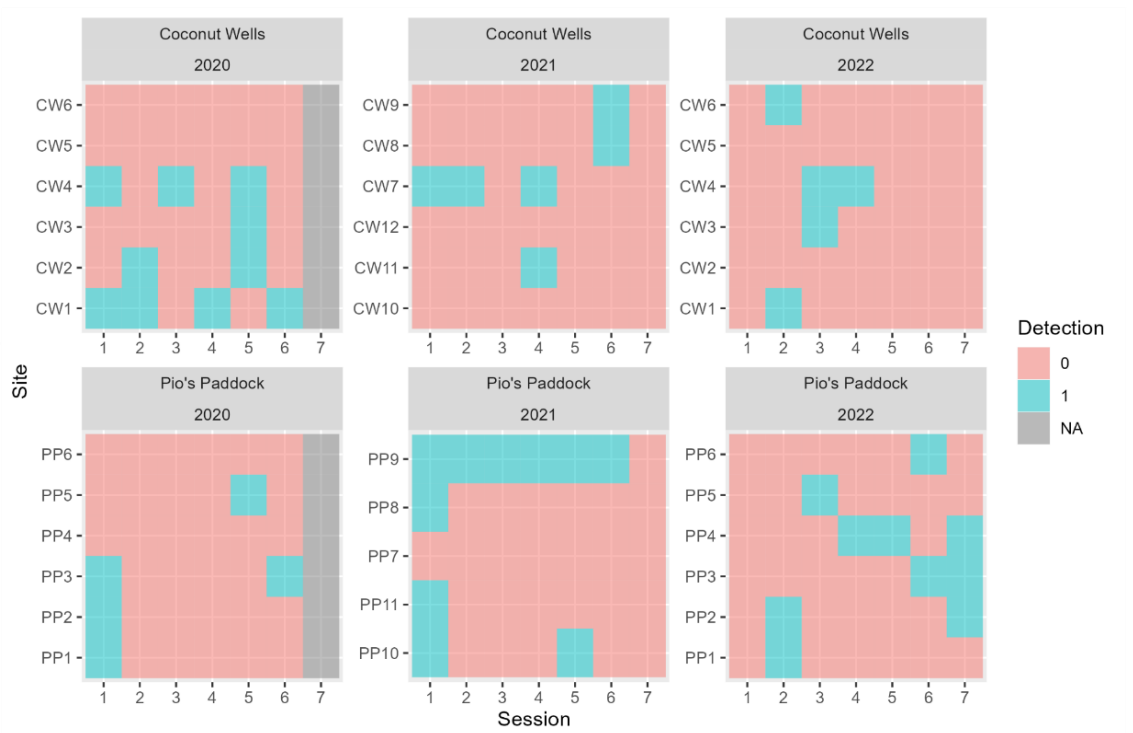 Coconut Wells
2020
Coconut Wells
2021
Coconut Wells
2022
CW6
CW5
CW4
CW3
CW2
CW1
1 2 3 4 5 6 7
CW9
CW8
CW7
CW12
CW11
CW10
1 2 3 4 5 6 7
CW6
CW5
CW4
CW3
CW2
CW1
1 2 3 4 5 6 7
Site
Pio's Paddock
2020
Pio's Paddock
2021
Pio's Paddock
2022
PP6
PP5
PP4
PP3
PP2
PP1
1 2 3 4 5 6 7
PP9
PP8
PP7
PP11
PP10
1 2 3 4 5 6 7
PP6
PP5
PP4
PP3
PP2
PP1
1 2 3 4 5 6 7
Session
Detection
0
1
NA